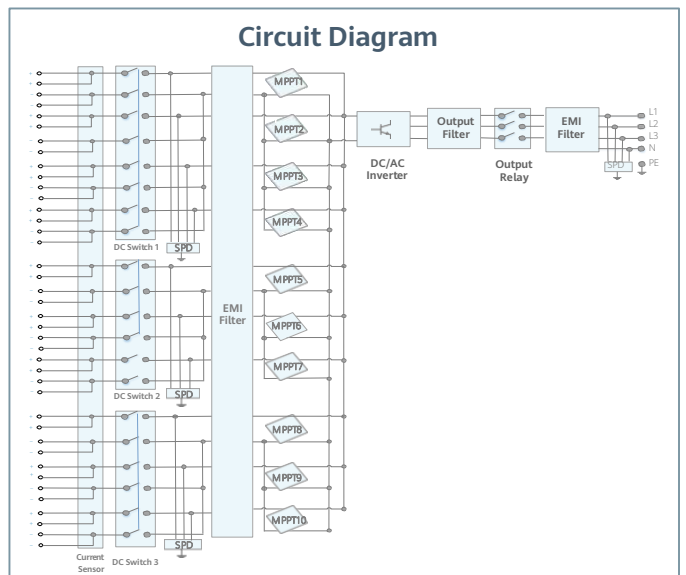 Circuit Diagram
MPPT1
MPPT2
MPPT3
MPPT4
MPPT5
MPPT6
MPPT7
MPPT8
MPPT9
MPPT10
DC Switch 1
SPD
DC Switch 2
SPD
DC Switch 3
SPD
Current
Sensor
EMI
Filter
DC/AC
Inverter
Output
Filter
Output
Relay
EMI
Filter
L1
L2
L3
N
PE
SPD